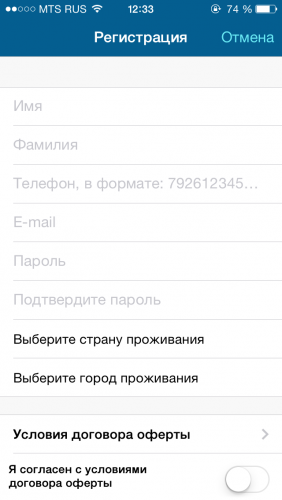 MTS RUS 12:33 74 %
Регистрация Отмена
Имя
Фамилия
Телефон, в формате: 792612345...
E-mail
Пароль
Подтвердите пароль
Выберите страну проживания
Выберите город проживания
Условия договора оферты
Я согласен с условиями
договора оферты